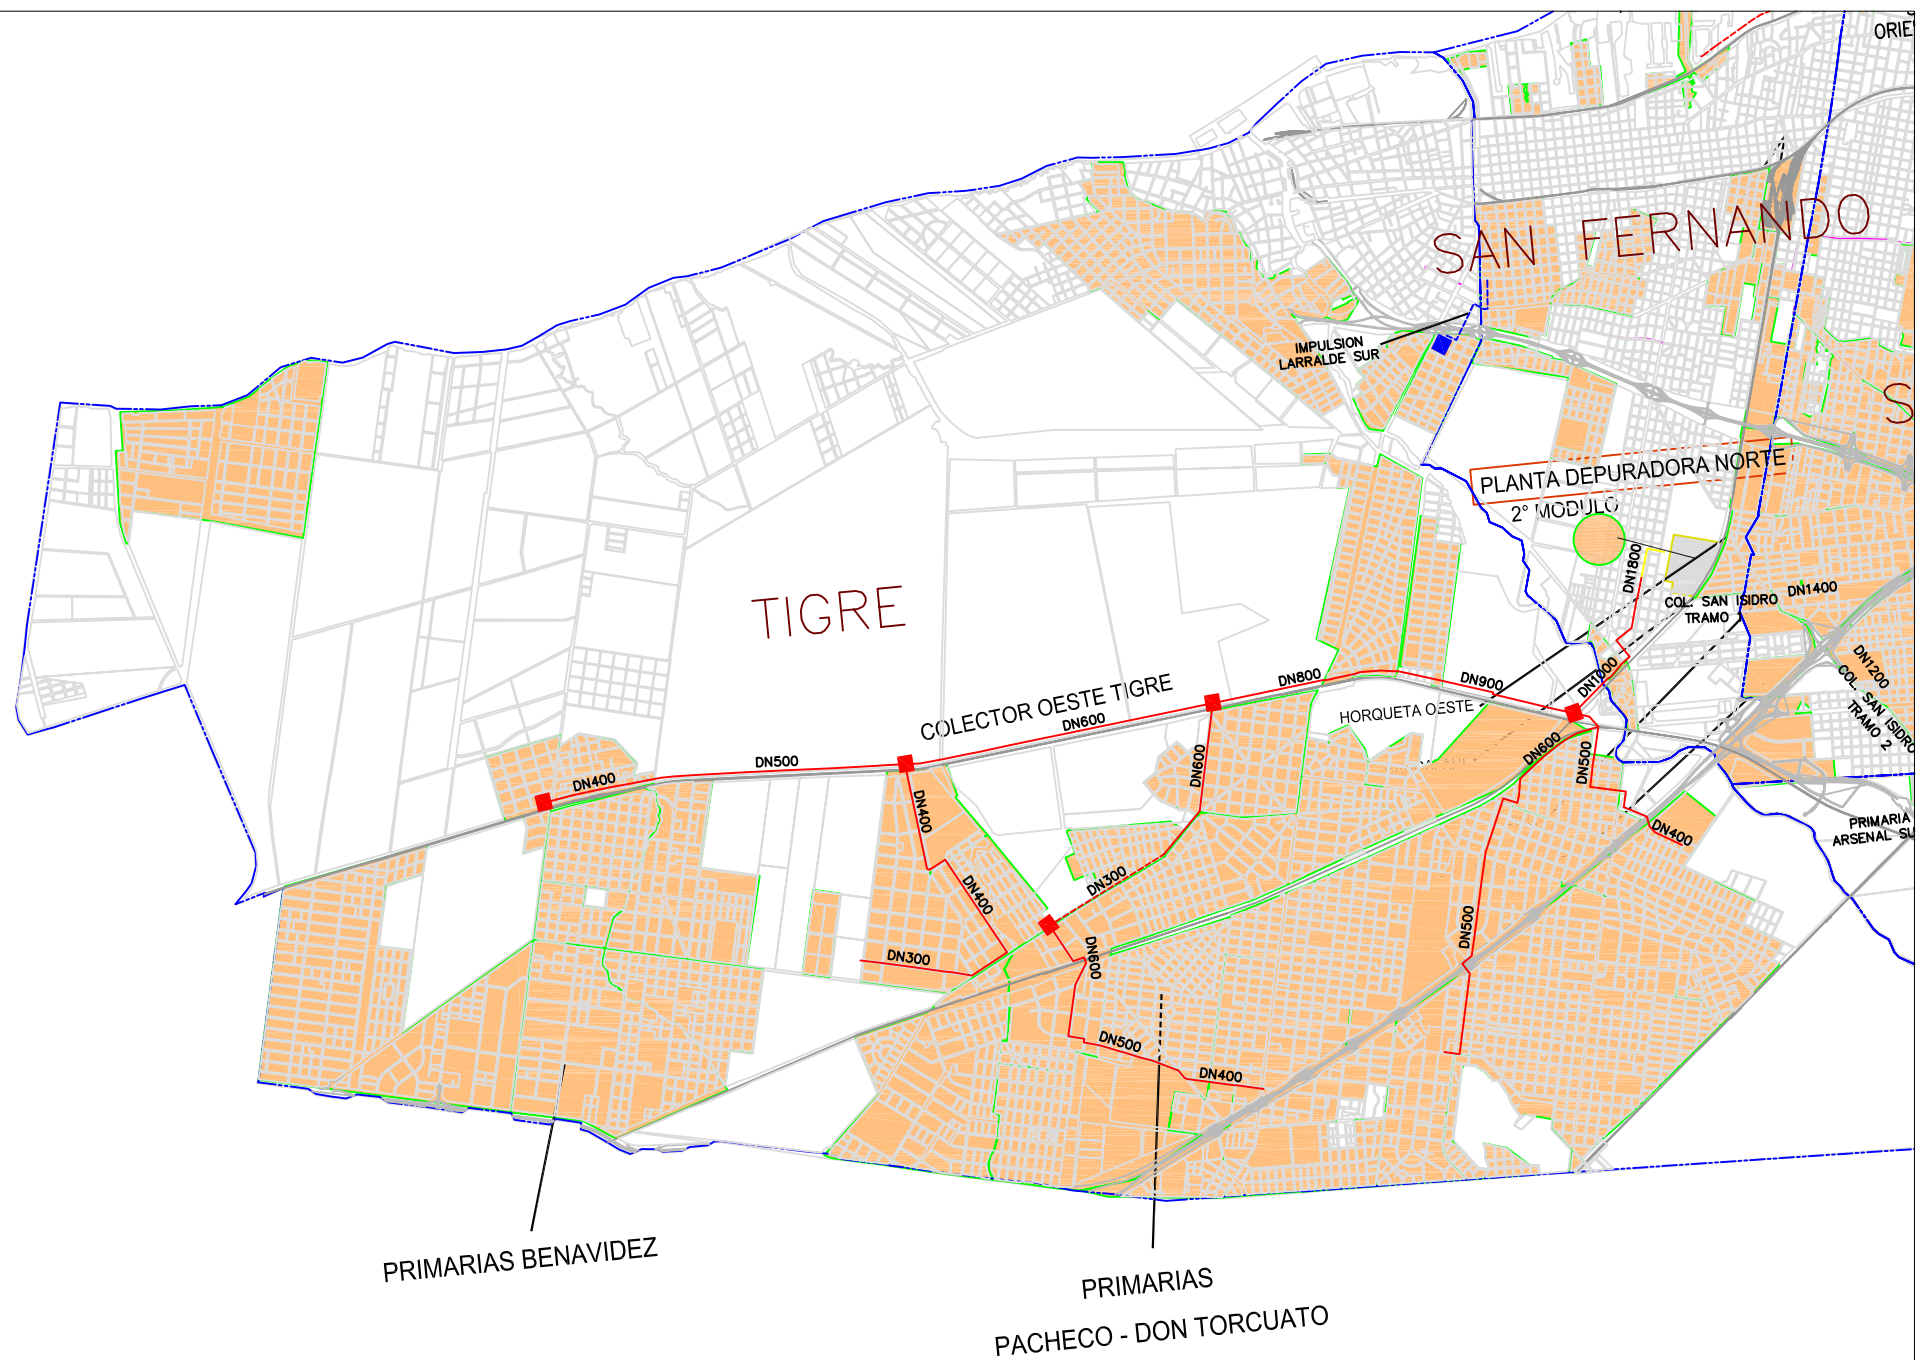 ORIE
SAN FERNANDO
IMPULSION
LARRALDE SUR
S
PLANTA DEPURADORA NORTE
2° MODULO
DN1800
DN1400
COL. SAN ISIDRO
TRAMO 1
TIGRE
DN1200
COL. SAN ISIDRO
TRAMO 2
COLECTOR OESTE TIGRE
DN600
DN800
DN900
DN1000
HORQUETA OESTE
DN400
DN500
DN600
DN600
DN500
DN400
DN400
DN300
DN300
DN600
DN500
DN400
DN500
DN400
PRIMARIA
ARSENAL SU
PRIMARIAS BENAVIDEZ
PRIMARIAS
PACHECO - DON TORCUATO